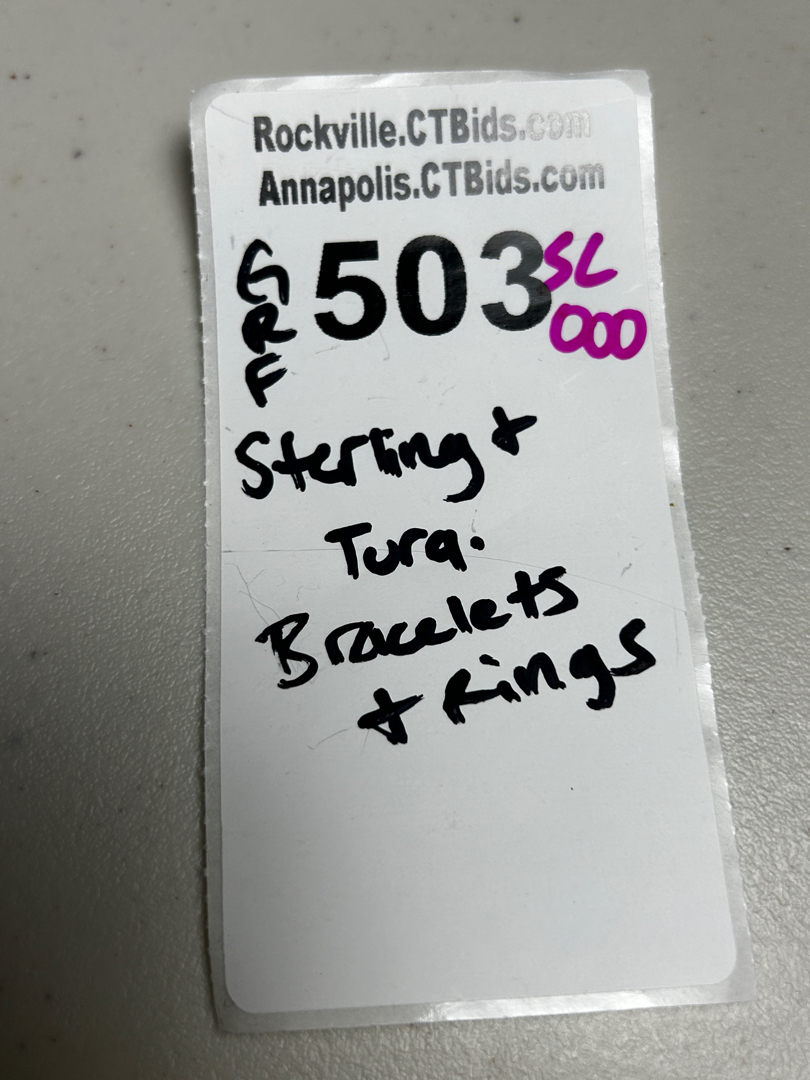 Rockville.CTBids.com
Annapolis.CTBids.com
GRF
503
SL
000
Sterling +
Turq.
Bracelets
+ Rings